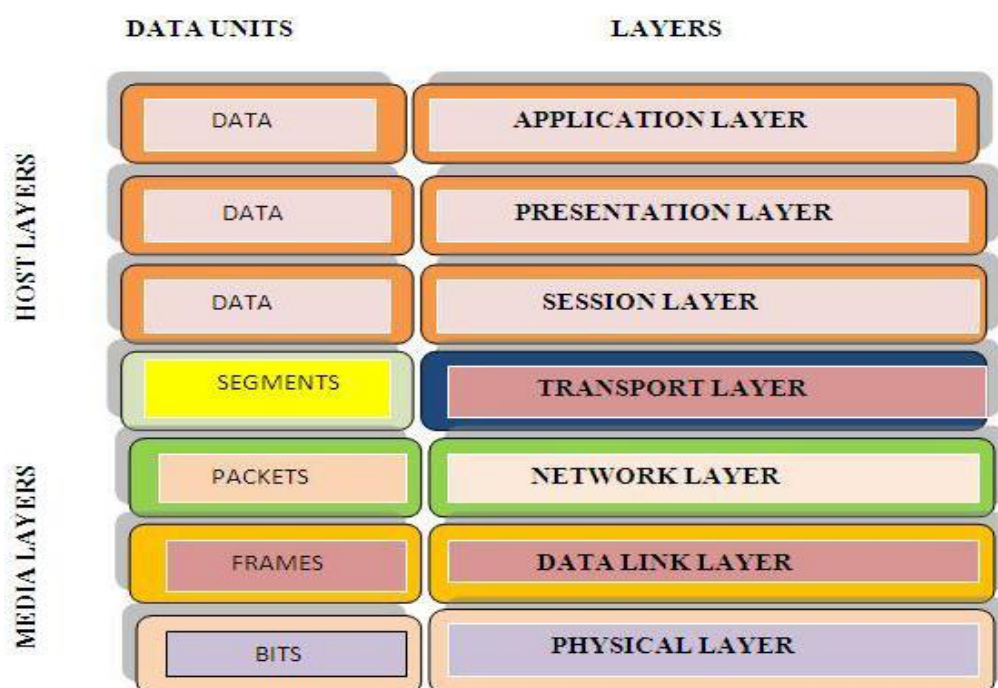 DATA UNITS LAYERS
HOST LAYERS
DATA APPLICATION LAYER
DATA PRESENTATION LAYER
DATA SESSION LAYER
SEGMENTS TRANSPORT LAYER
MEDIA LAYERS
PACKETS NETWORK LAYER
FRAMES DATA LINK LAYER
BITS PHYSICAL LAYER